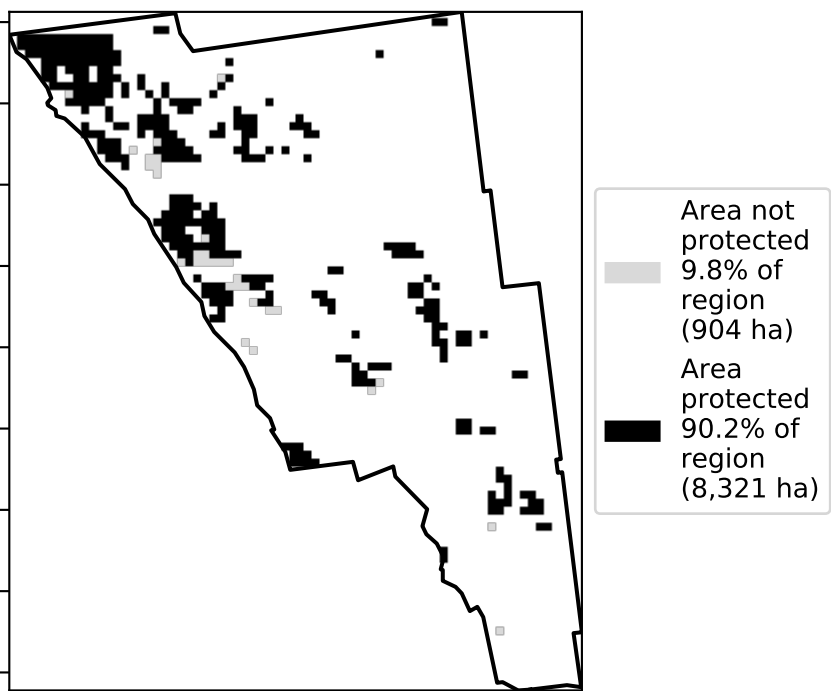 Area not
protected
9.8% of
region
(904 ha)
Area
protected
90.2% of
region
(8,321 ha)